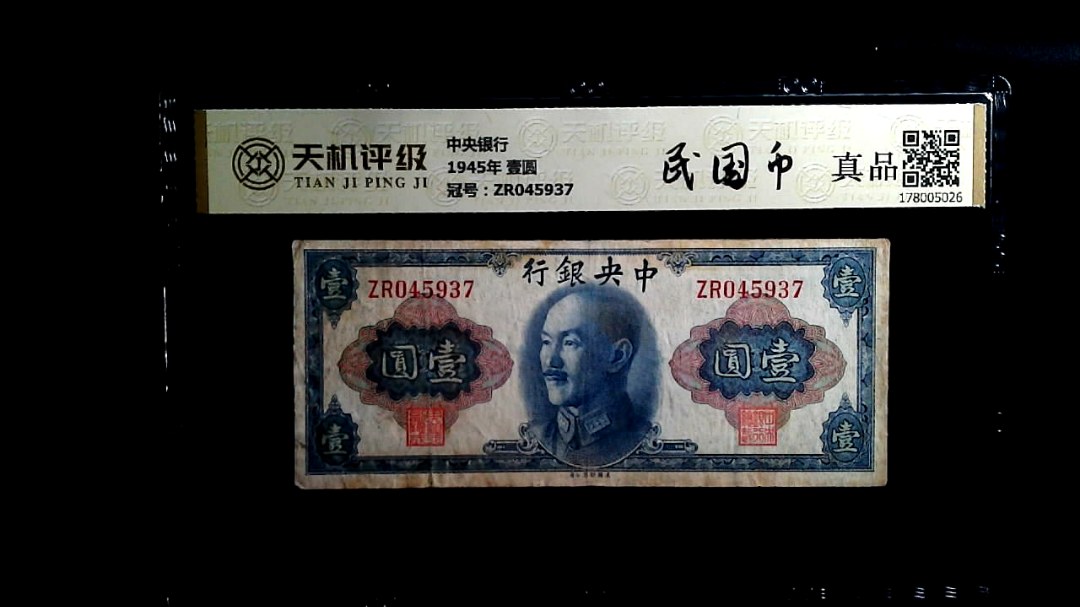 天机评级
TIAN JI PING JI
中央银行
1945年 壹圆
冠号：ZR045937
民国币 真品
178005026
行銀央中
ZR045937 ZR045937
壹 壹
圓壹 圓壹
壹 壹